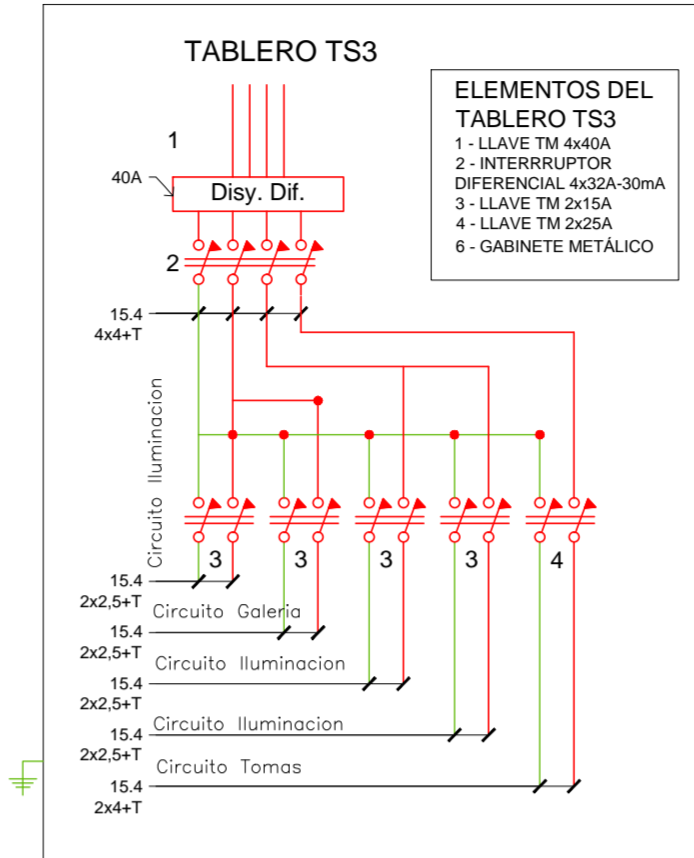 TABLERO TS3
ELEMENTOS DEL
TABLERO TS3
1 - LLAVE TM 4x40A
2 - INTERRRUPTOR
DIFERENCIAL 4x32A-30mA
3 - LLAVE TM 2x15A
4 - LLAVE TM 2x25A
6 - GABINETE METÁLICO
1
40A
Disy. Dif.
2
15.4
4x4+T
Circuito Iluminacion
3
3
3
3
4
15.4
2x2,5+T
Circuito Galeria
15.4
2x2,5+T
Circuito Iluminacion
15.4
2x2,5+T
Circuito Iluminacion
15.4
2x2,5+T
Circuito Tomas
15.4
2x4+T